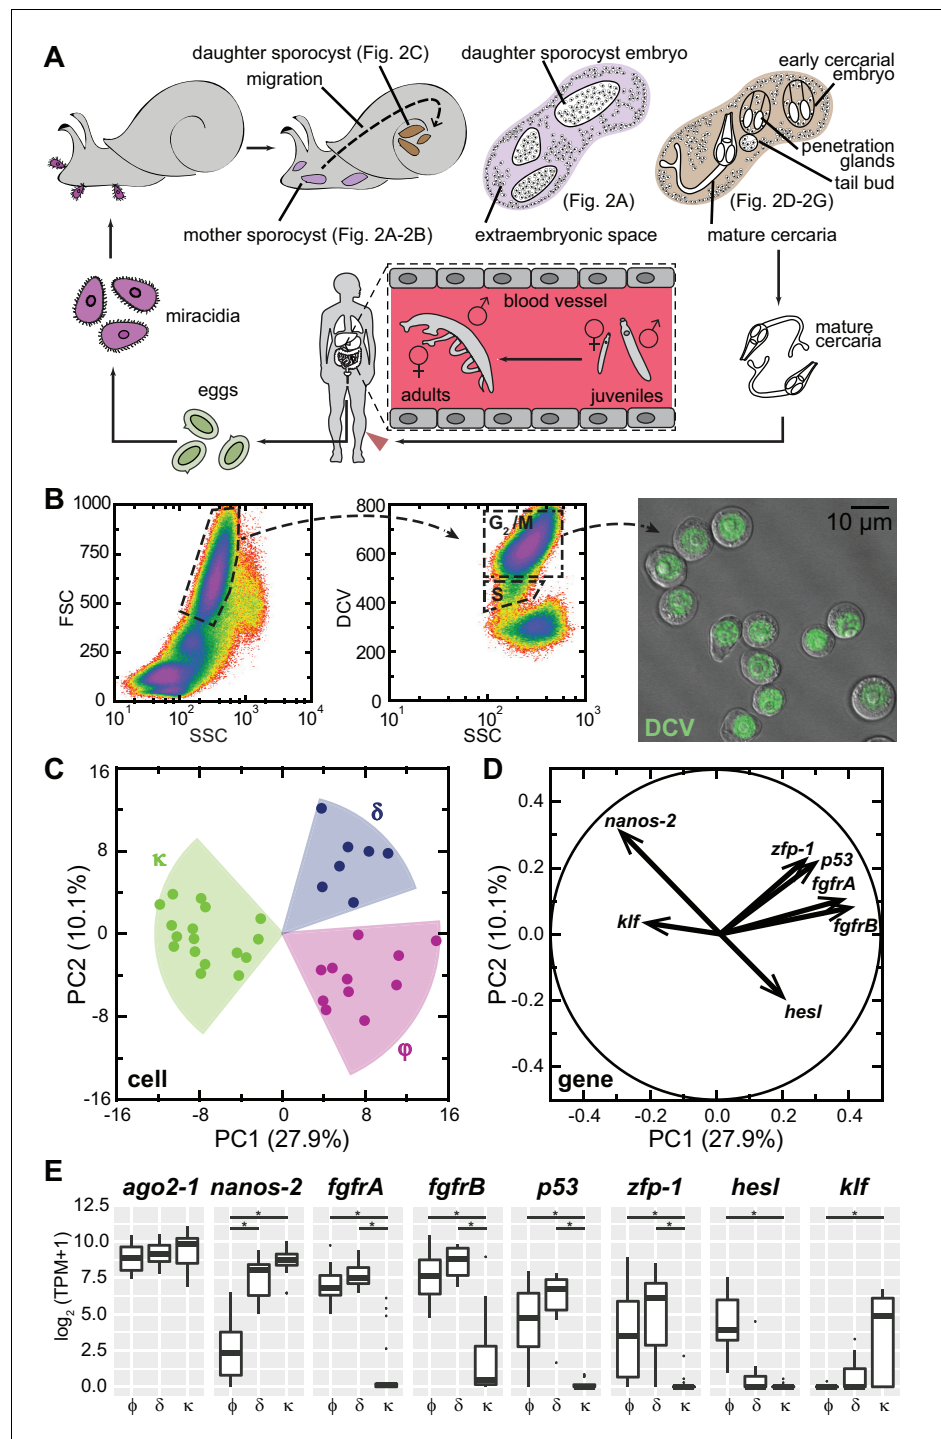 A
daughter sporocyst (Fig. 2C)
migration
mother sporocyst (Fig. 2A-2B)
daughter sporocyst embryo
(Fig. 2A)
extraembryonic space
early cercarial
embryo
penetration
glands
tail bud
(Fig. 2D-2G)
mature cercaria
miracidia
eggs
blood vessel
♀
♂
adults
♀
♂
juveniles
mature
cercaria
B
FSC
1000
750
500
250
0
10¹ 10² 10³ 10⁴
SSC
DCV
800
600
400
200
0
G₂/M
S
10¹ 10² 10³
SSC
10 µm
DCV
C
PC2 (10.1%)
16
8
0
-8
-16
κ
δ
φ
cell
-16 -8 0 8 16
PC1 (27.9%)
D
PC2 (10.1%)
0.4
0.2
0.0
-0.2
-0.4
nanos-2
zfp-1
p53
fgfrA
fgfrB
klf
hesl
gene
-0.4 -0.2 0.0 0.2 0.4
PC1 (27.9%)
E
ago2-1 nanos-2 fgfrA fgfrB p53 zfp-1 hesl klf
log₂ (TPM+1)
12.5
10.0
7.5
5.0
2.5
0.0
* * * * * * * *
* * * * *
ϕ δ κ ϕ δ κ ϕ δ κ ϕ δ κ ϕ δ κ ϕ δ κ ϕ δ κ ϕ δ κ